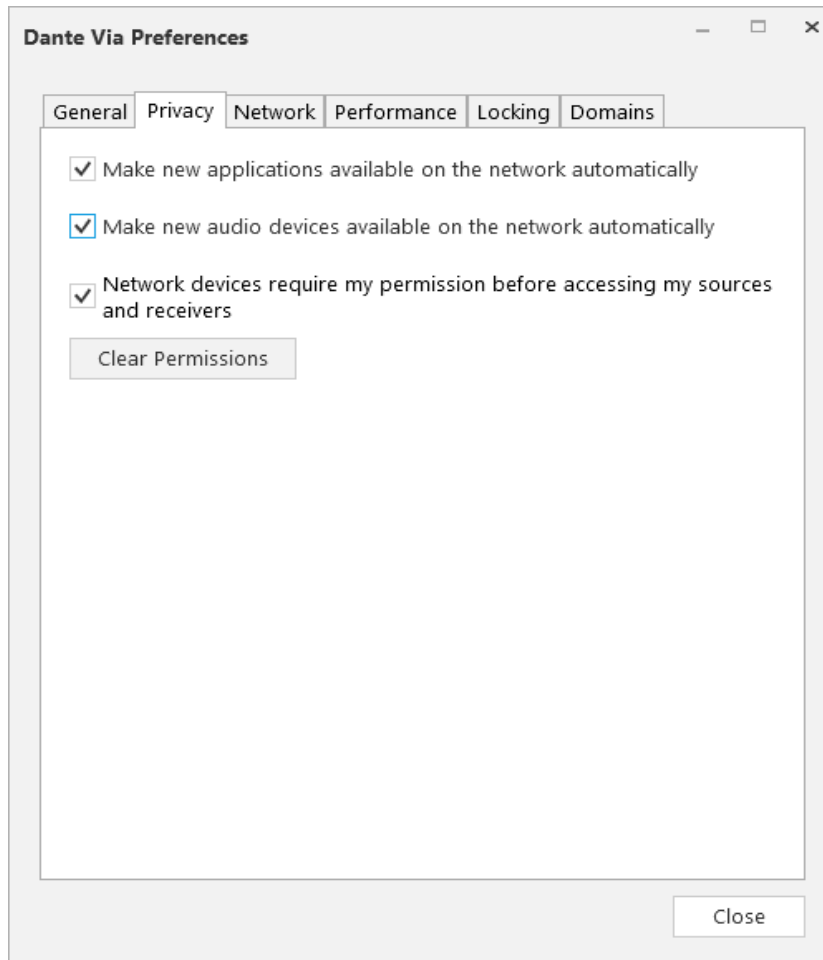 Dante Via Preferences
General Privacy Network Performance Locking Domains
Make new applications available on the network automatically
Make new audio devices available on the network automatically
Network devices require my permission before accessing my sources
and receivers
Clear Permissions
Close